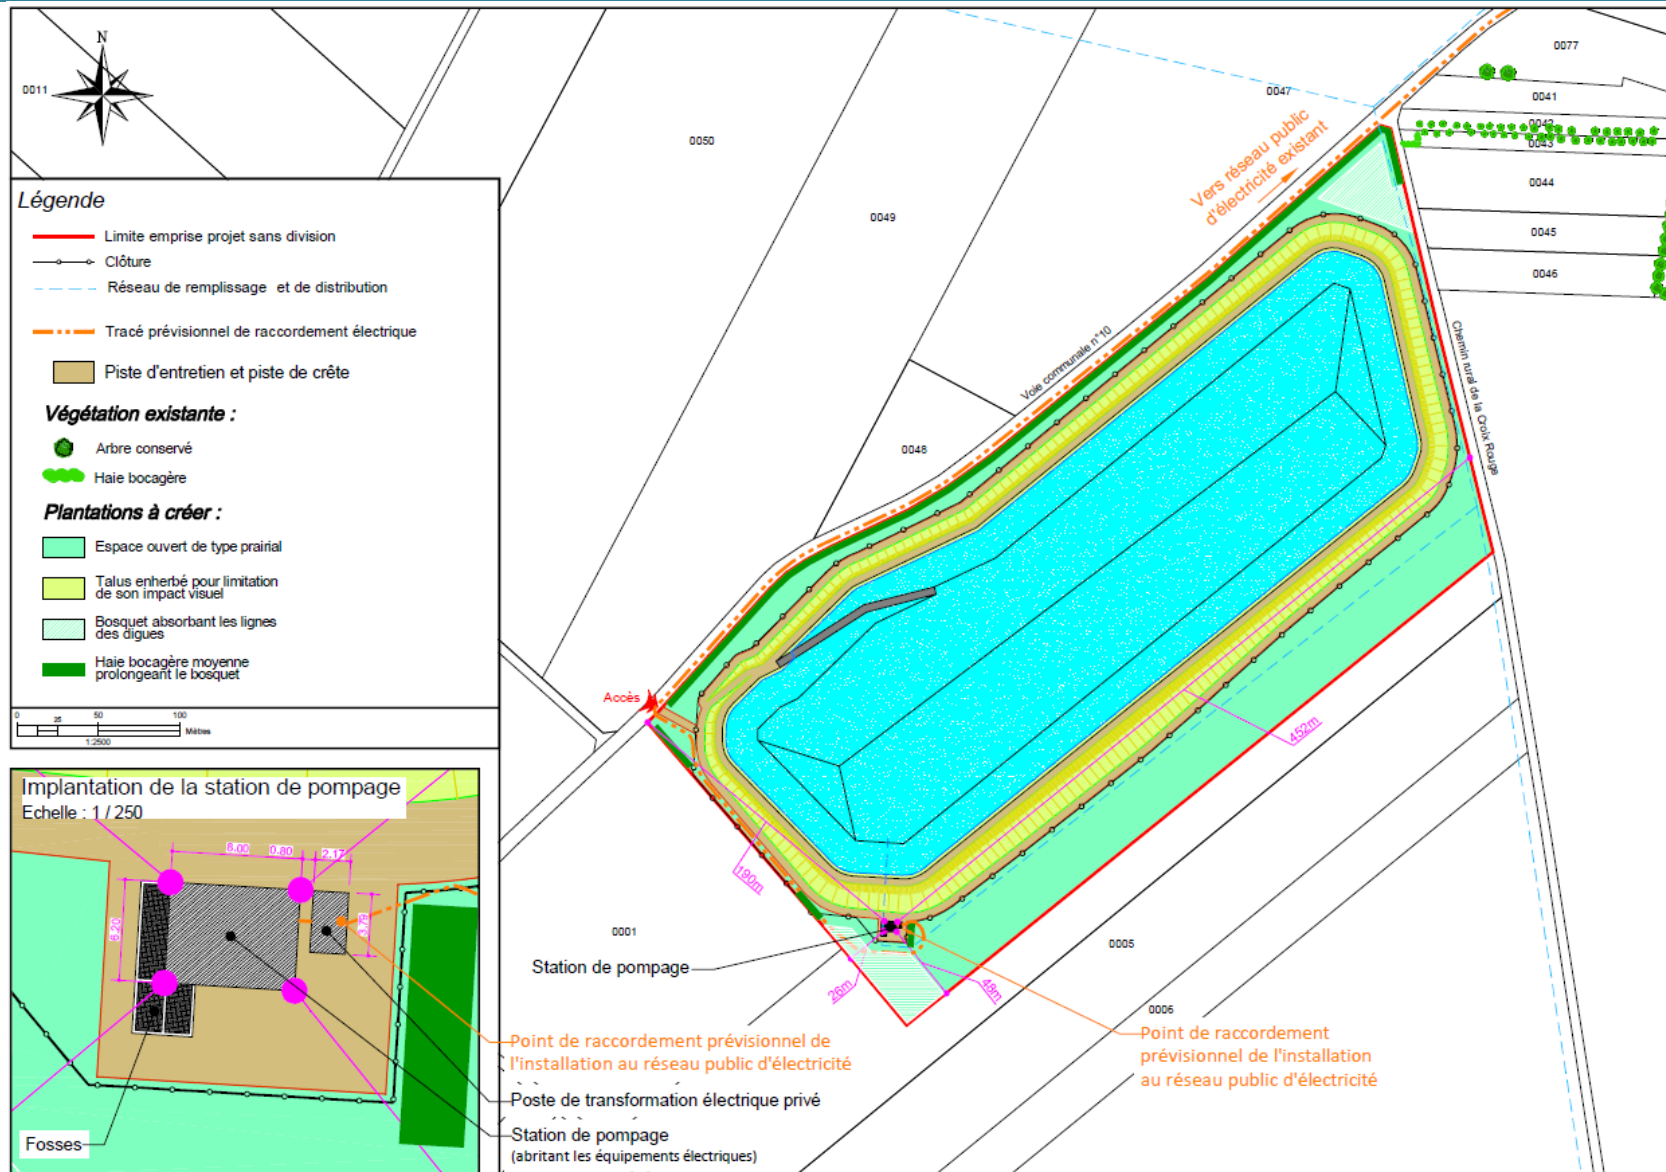 N
0011
0050
0049
0048
0047
0077
0041
0042
0043
0044
0045
0046
0001
0005
0006
Légende
Limite emprise projet sans division
Clôture
Réseau de remplissage et de distribution
Tracé prévisionnel de raccordement électrique
Piste d'entretien et piste de crête
Végétation existante :
Arbre conservé
Haie bocagère
Plantations à créer :
Espace ouvert de type prairial
Talus enherbé pour limitation
de son impact visuel
Bosquet absorbant les lignes
des digues
Haie bocagère moyenne
prolongeant le bosquet
0 25 50 100
Mètres
1:2500
Vers réseau public
d'électricité existant
Voie communale n°10
Chemin rural de la Croix Rouge
Accès
190m
452m
26m
48m
Station de pompage
Point de raccordement
prévisionnel de l'installation
au réseau public d'électricité
Implantation de la station de pompage
Echelle : 1 / 250
8.00 0.80 2.17
6.20
3.79
Fosses
Point de raccordement prévisionnel de
l'installation au réseau public d'électricité
Poste de transformation électrique privé
Station de pompage
(abritant les équipements électriques)